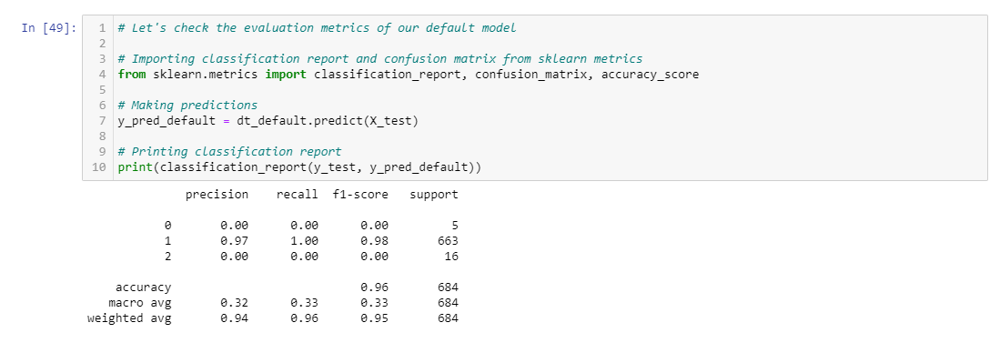 In [49]:
1 # Let's check the evaluation metrics of our default model
2
3 # Importing classification report and confusion matrix from sklearn metrics
4 from sklearn.metrics import classification_report, confusion_matrix, accuracy_score
5
6 # Making predictions
7 y_pred_default = dt_default.predict(X_test)
8
9 # Printing classification report
10 print(classification_report(y_test, y_pred_default))
precision recall f1-score support
0 0.00 0.00 0.00 5
1 0.97 1.00 0.98 663
2 0.00 0.00 0.00 16
accuracy 0.96 684
macro avg 0.32 0.33 0.33 684
weighted avg 0.94 0.96 0.95 684